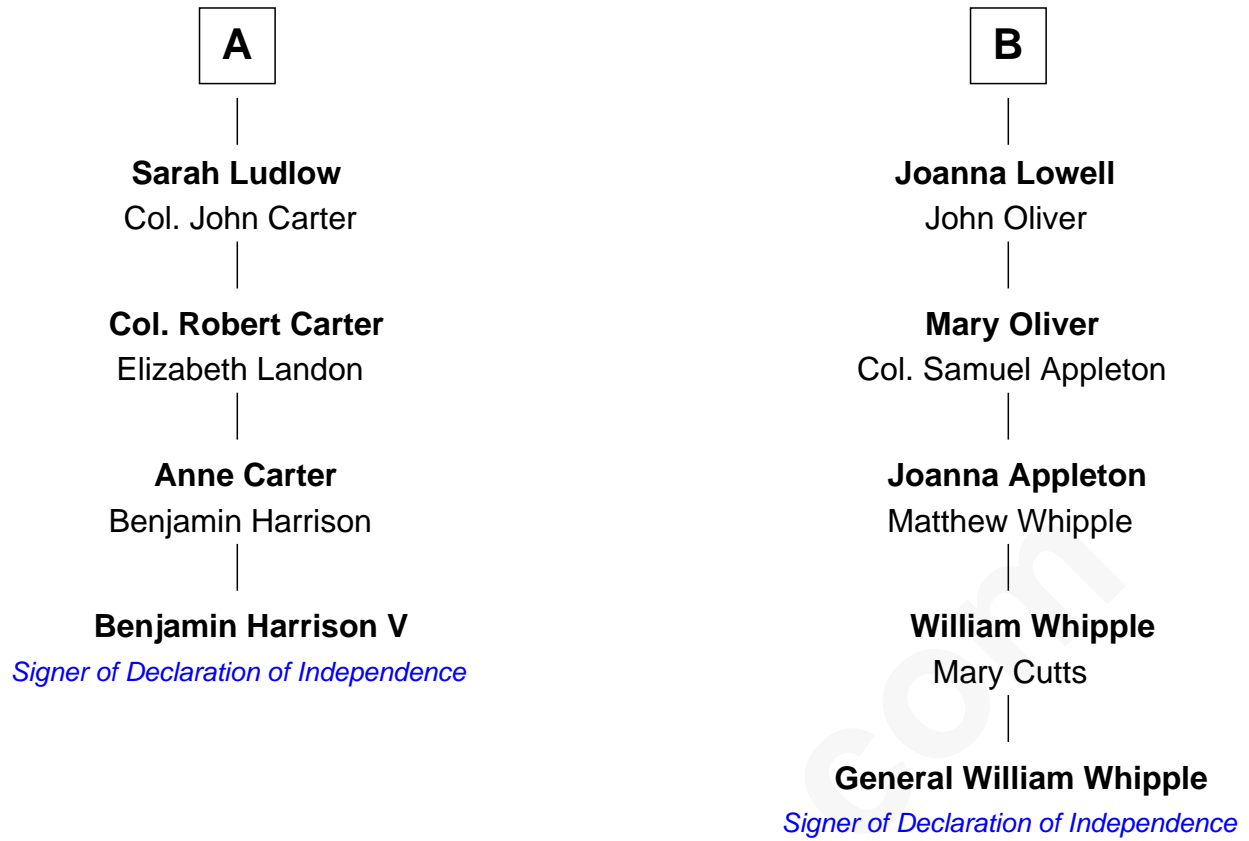 A
Sarah Ludlow
Col. John Carter
Col. Robert Carter
Elizabeth Landon
Anne Carter
Benjamin Harrison
Benjamin Harrison V
Signer of Declaration of Independence
B
Joanna Lowell
John Oliver
Mary Oliver
Col. Samuel Appleton
Joanna Appleton
Matthew Whipple
William Whipple
Mary Cutts
General William Whipple
Signer of Declaration of Independence
com